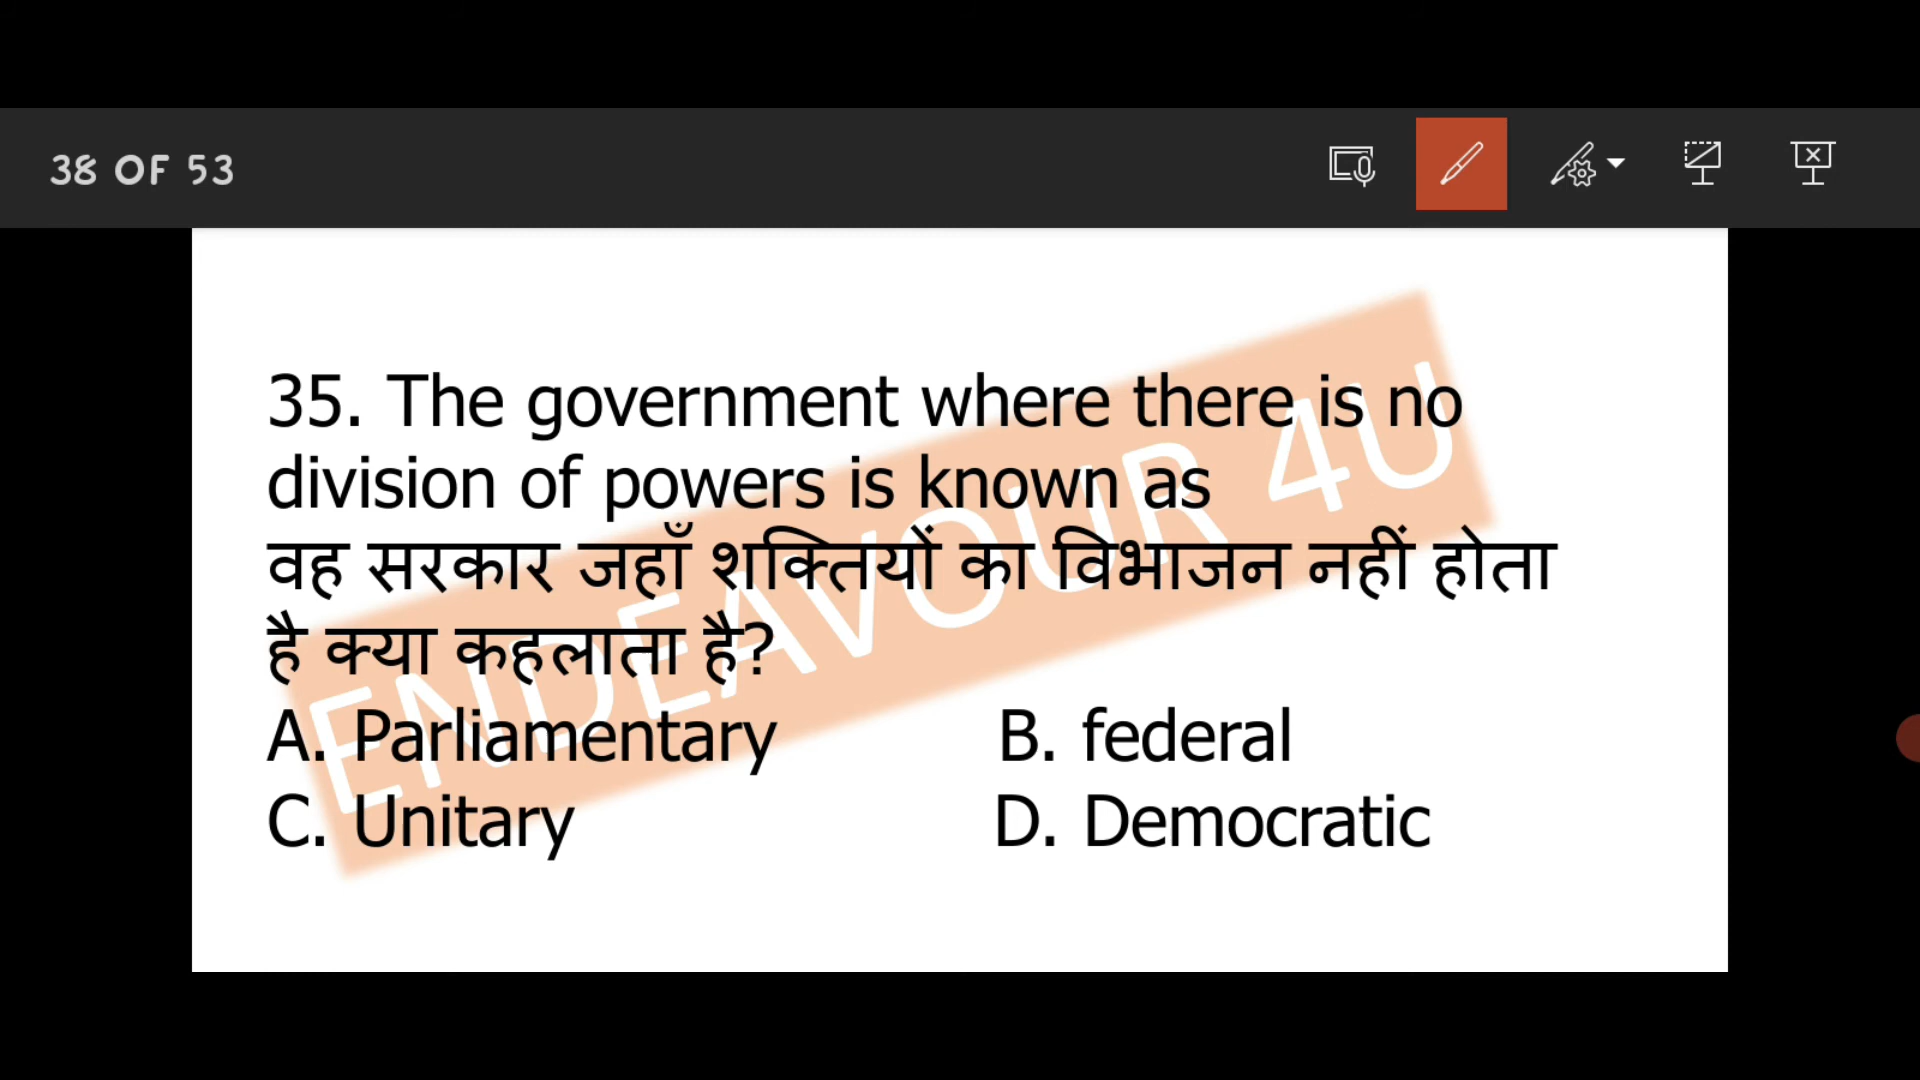 38 OF 53
35. The government where there is no
division of powers is known as
वह सरकार जहाँ शक्तियों का विभाजन नहीं होता
है क्या कहलाता है?
A. Parliamentary B. federal
C. Unitary D. Democratic
ENDEAVOUR 4U